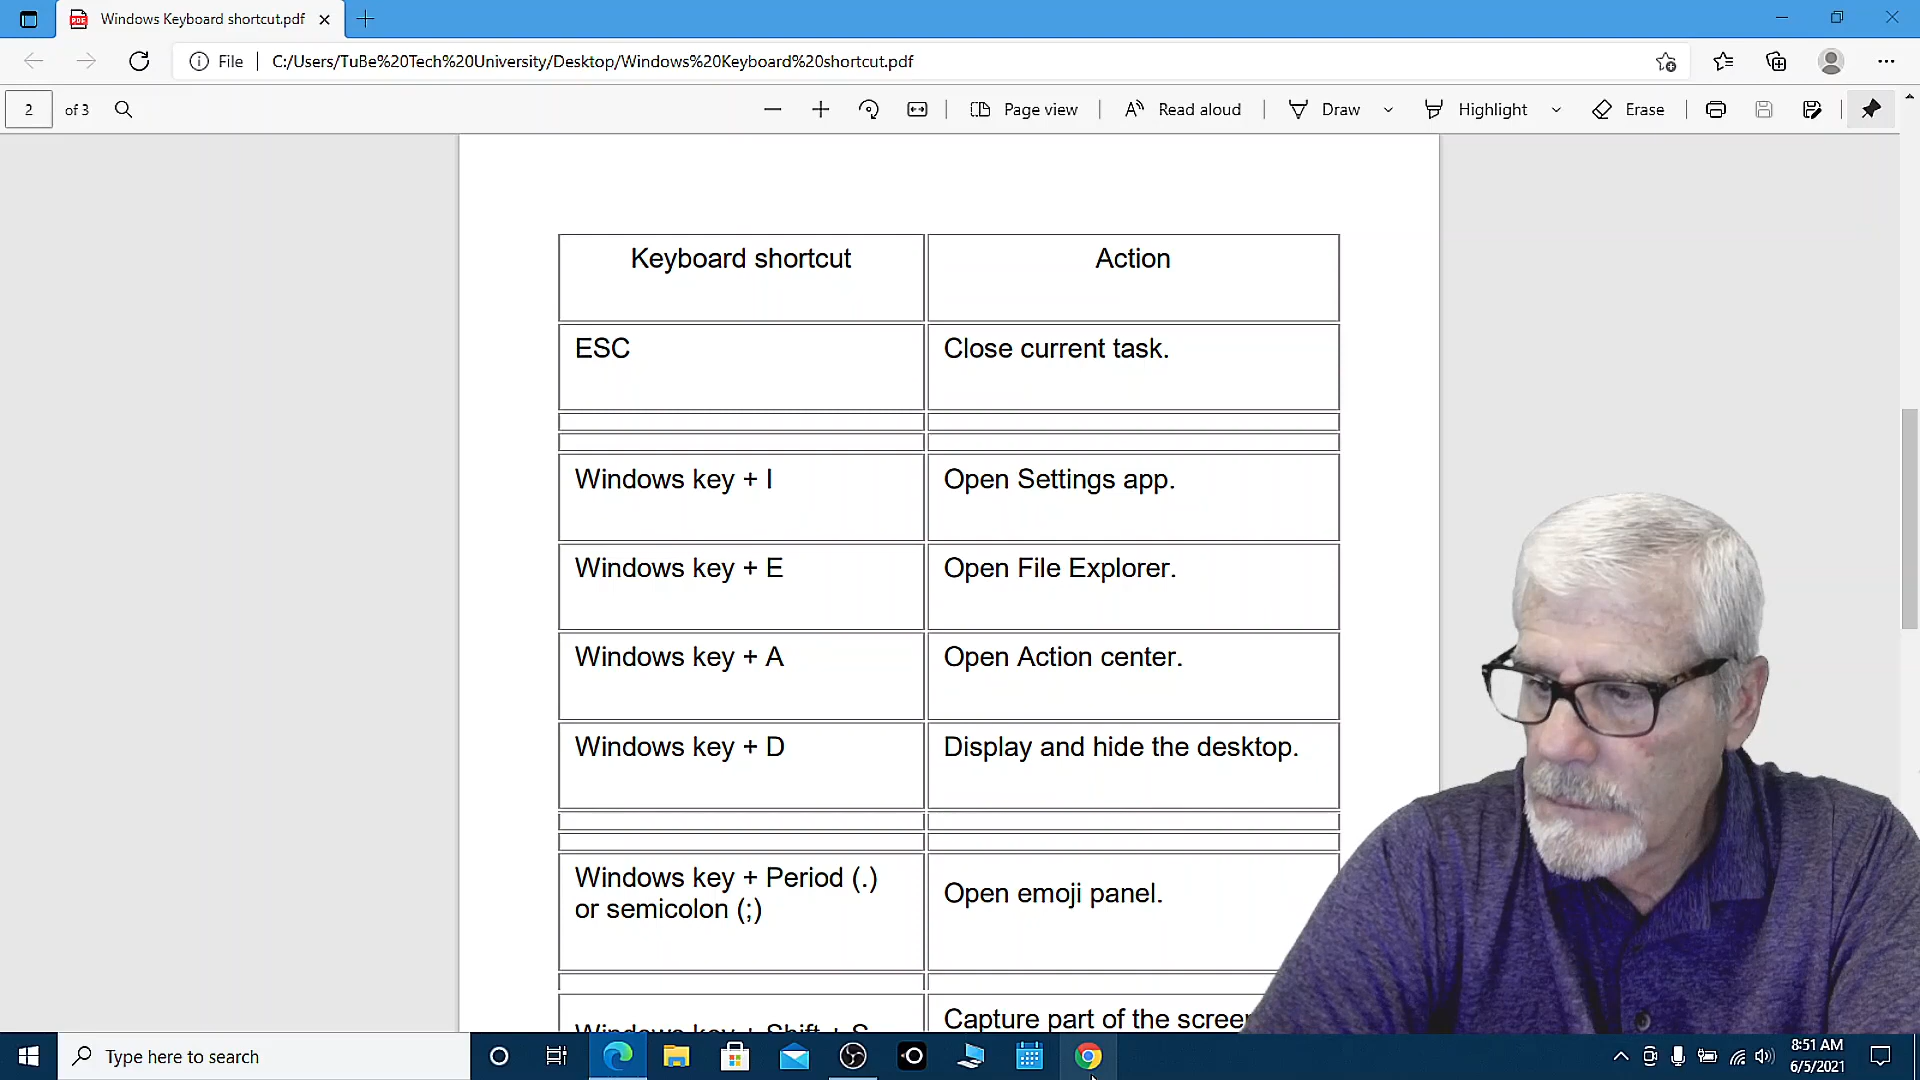 Windows Keyboard shortcut.pdf
File
C:/Users/TuBe%20Tech%20University/Desktop/Windows%20Keyboard%20shortcut.pdf
2 of 3
Page view
Read aloud
Draw
Highlight
Erase
Keyboard shortcut
Action
ESC
Close current task.
Windows key + I
Open Settings app.
Windows key + E
Open File Explorer.
Windows key + A
Open Action center.
Windows key + D
Display and hide the desktop.
Windows key + Period (.)
or semicolon (;)
Open emoji panel.
Windows key + Shift + S
Capture part of the screen
Type here to search
8:51 AM
6/5/2021